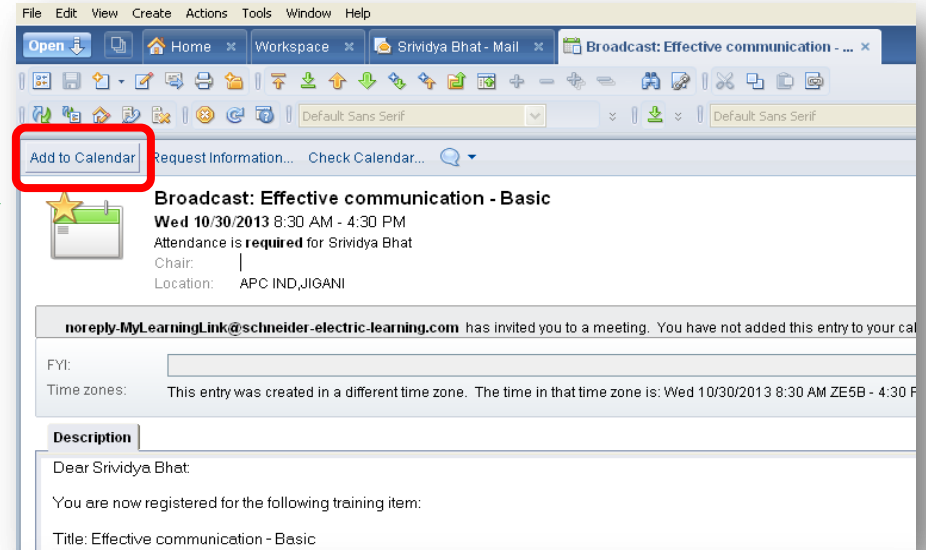 File Edit View Create Actions Tools Window Help
Open Home Workspace Srividya Bhat - Mail Broadcast: Effective communication - ...
Default Sans Serif Default Sans Serif
Add to Calendar Request Information... Check Calendar...
Broadcast: Effective communication - Basic
Wed 10/30/2013 8:30 AM - 4:30 PM
Attendance is required for Srividya Bhat
Chair:
Location: APC IND,JIGANI
noreply-MyLearningLink@schneider-electric-learning.com has invited you to a meeting. You have not added this entry to your cal
FYI:
Time zones: This entry was created in a different time zone. The time in that time zone is: Wed 10/30/2013 8:30 AM ZE5B - 4:30 P
Description
Dear Srividya Bhat:
You are now registered for the following training item:
Title: Effective communication - Basic